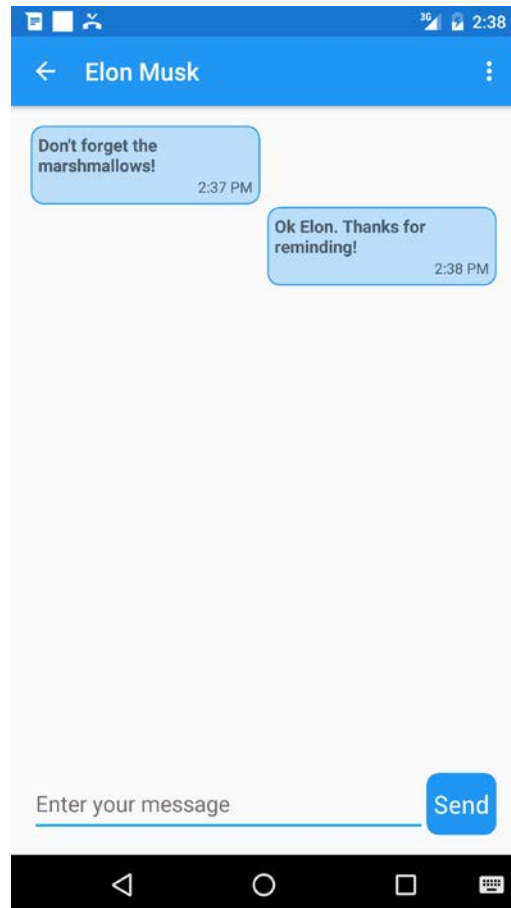 3G 2:38
Elon Musk
Don't forget the
marshmallows!
2:37 PM
Ok Elon. Thanks for
reminding!
2:38 PM
Enter your message
Send